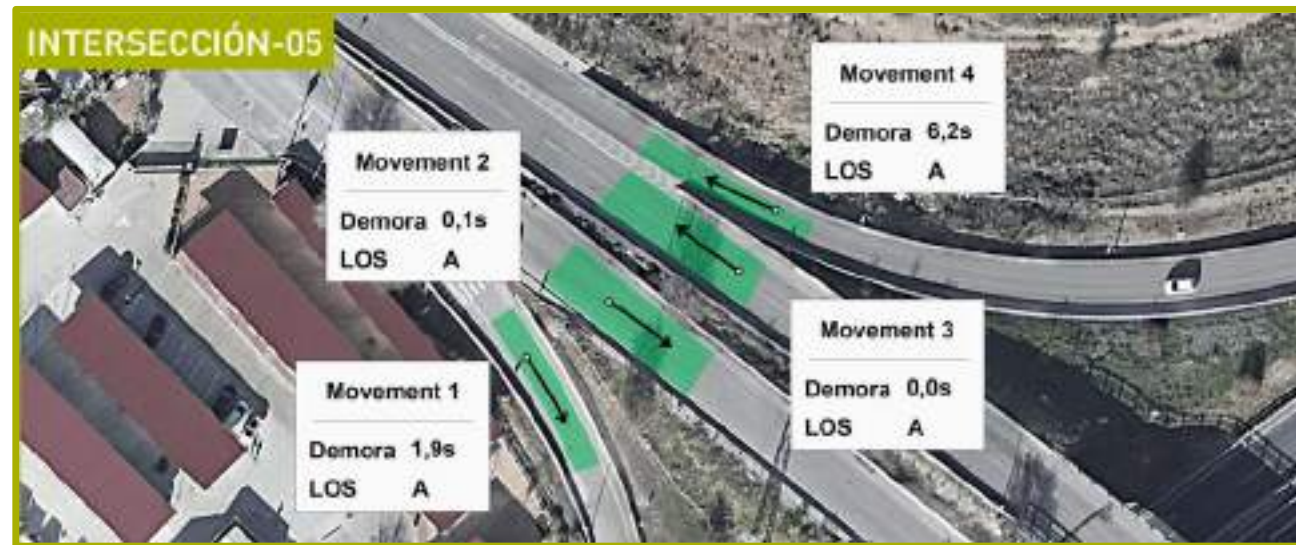 INTERSECCIÓN-05
Movement 4
Demora 6,2s
LOS A
Movement 2
Demora 0,1s
LOS A
Movement 3
Demora 0,0s
LOS A
Movement 1
Demora 1,9s
LOS A